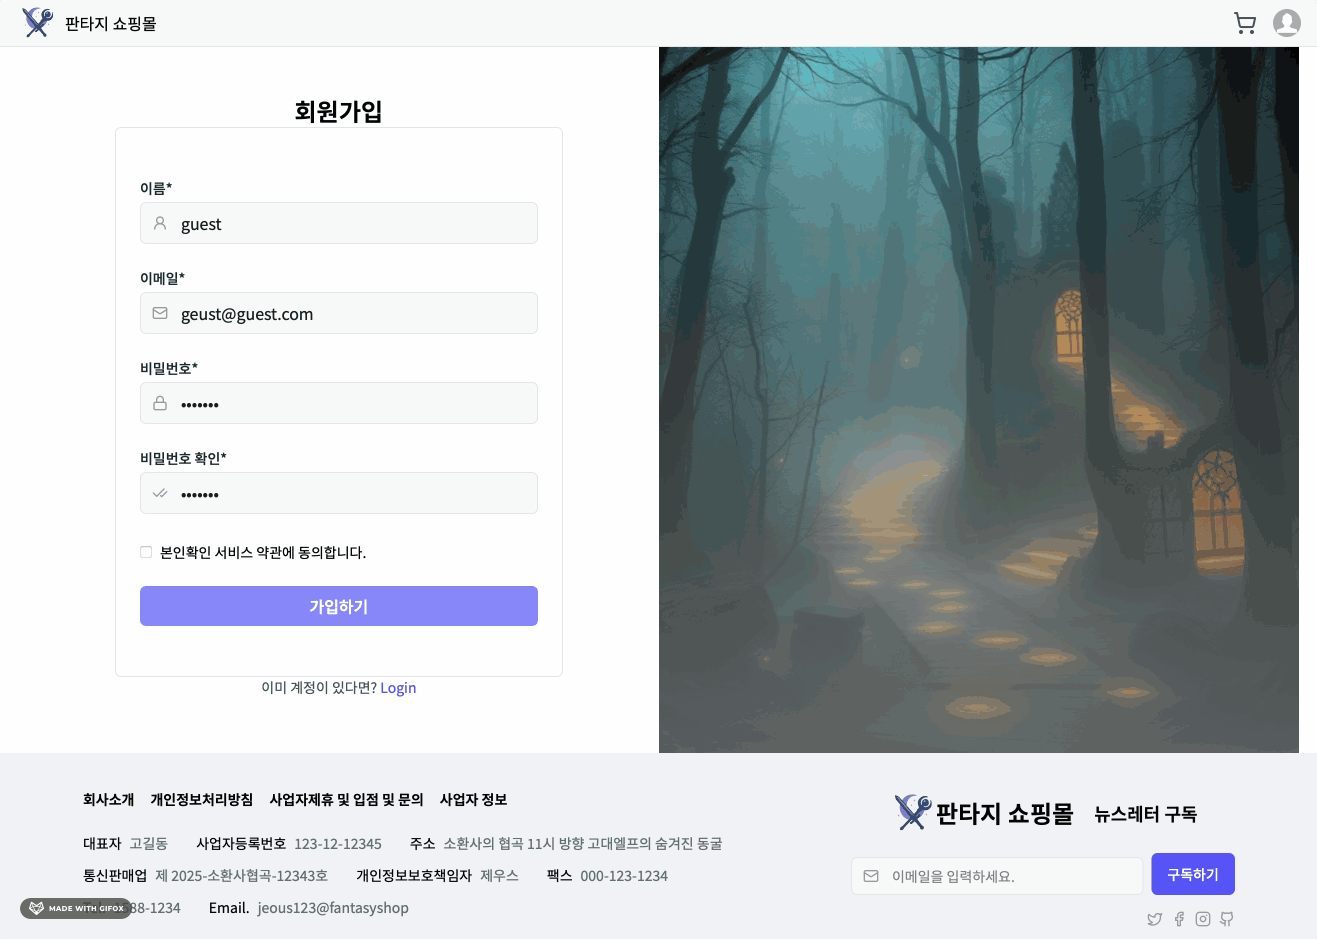 판타지 쇼핑몰
회원가입
이름*
guest
이메일*
geust@guest.com
비밀번호*
•••••••
비밀번호 확인*
•••••••
본인확인 서비스 약관에 동의합니다.
가입하기
이미 계정이 있다면? Login
회사소개 개인정보처리방침 사업자제휴 및 입점 및 문의 사업자 정보
대표자 고길동 사업자등록번호 123-12-12345 주소 소환사의 협곡 11시 방향 고대엘프의 숨겨진 동굴
통신판매업 제 2025-소환사협곡-12343호 개인정보보호책임자 제우스 팩스 000-123-1234
88-1234 Email. jeous123@fantasyshop
MADE WITH GIFOX
판타지 쇼핑몰 뉴스레터 구독
이메일을 입력하세요.
구독하기